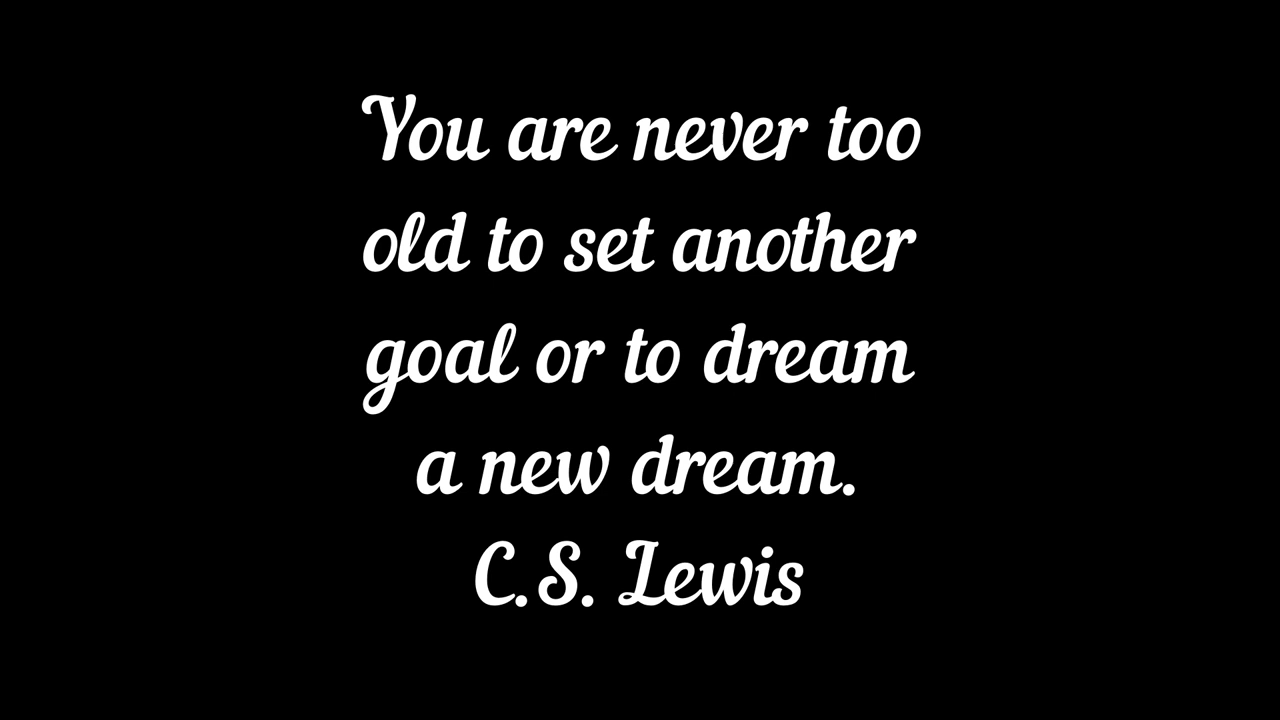 You are never too
old to set another
goal or to dream
a new dream.
C.S. Lewis